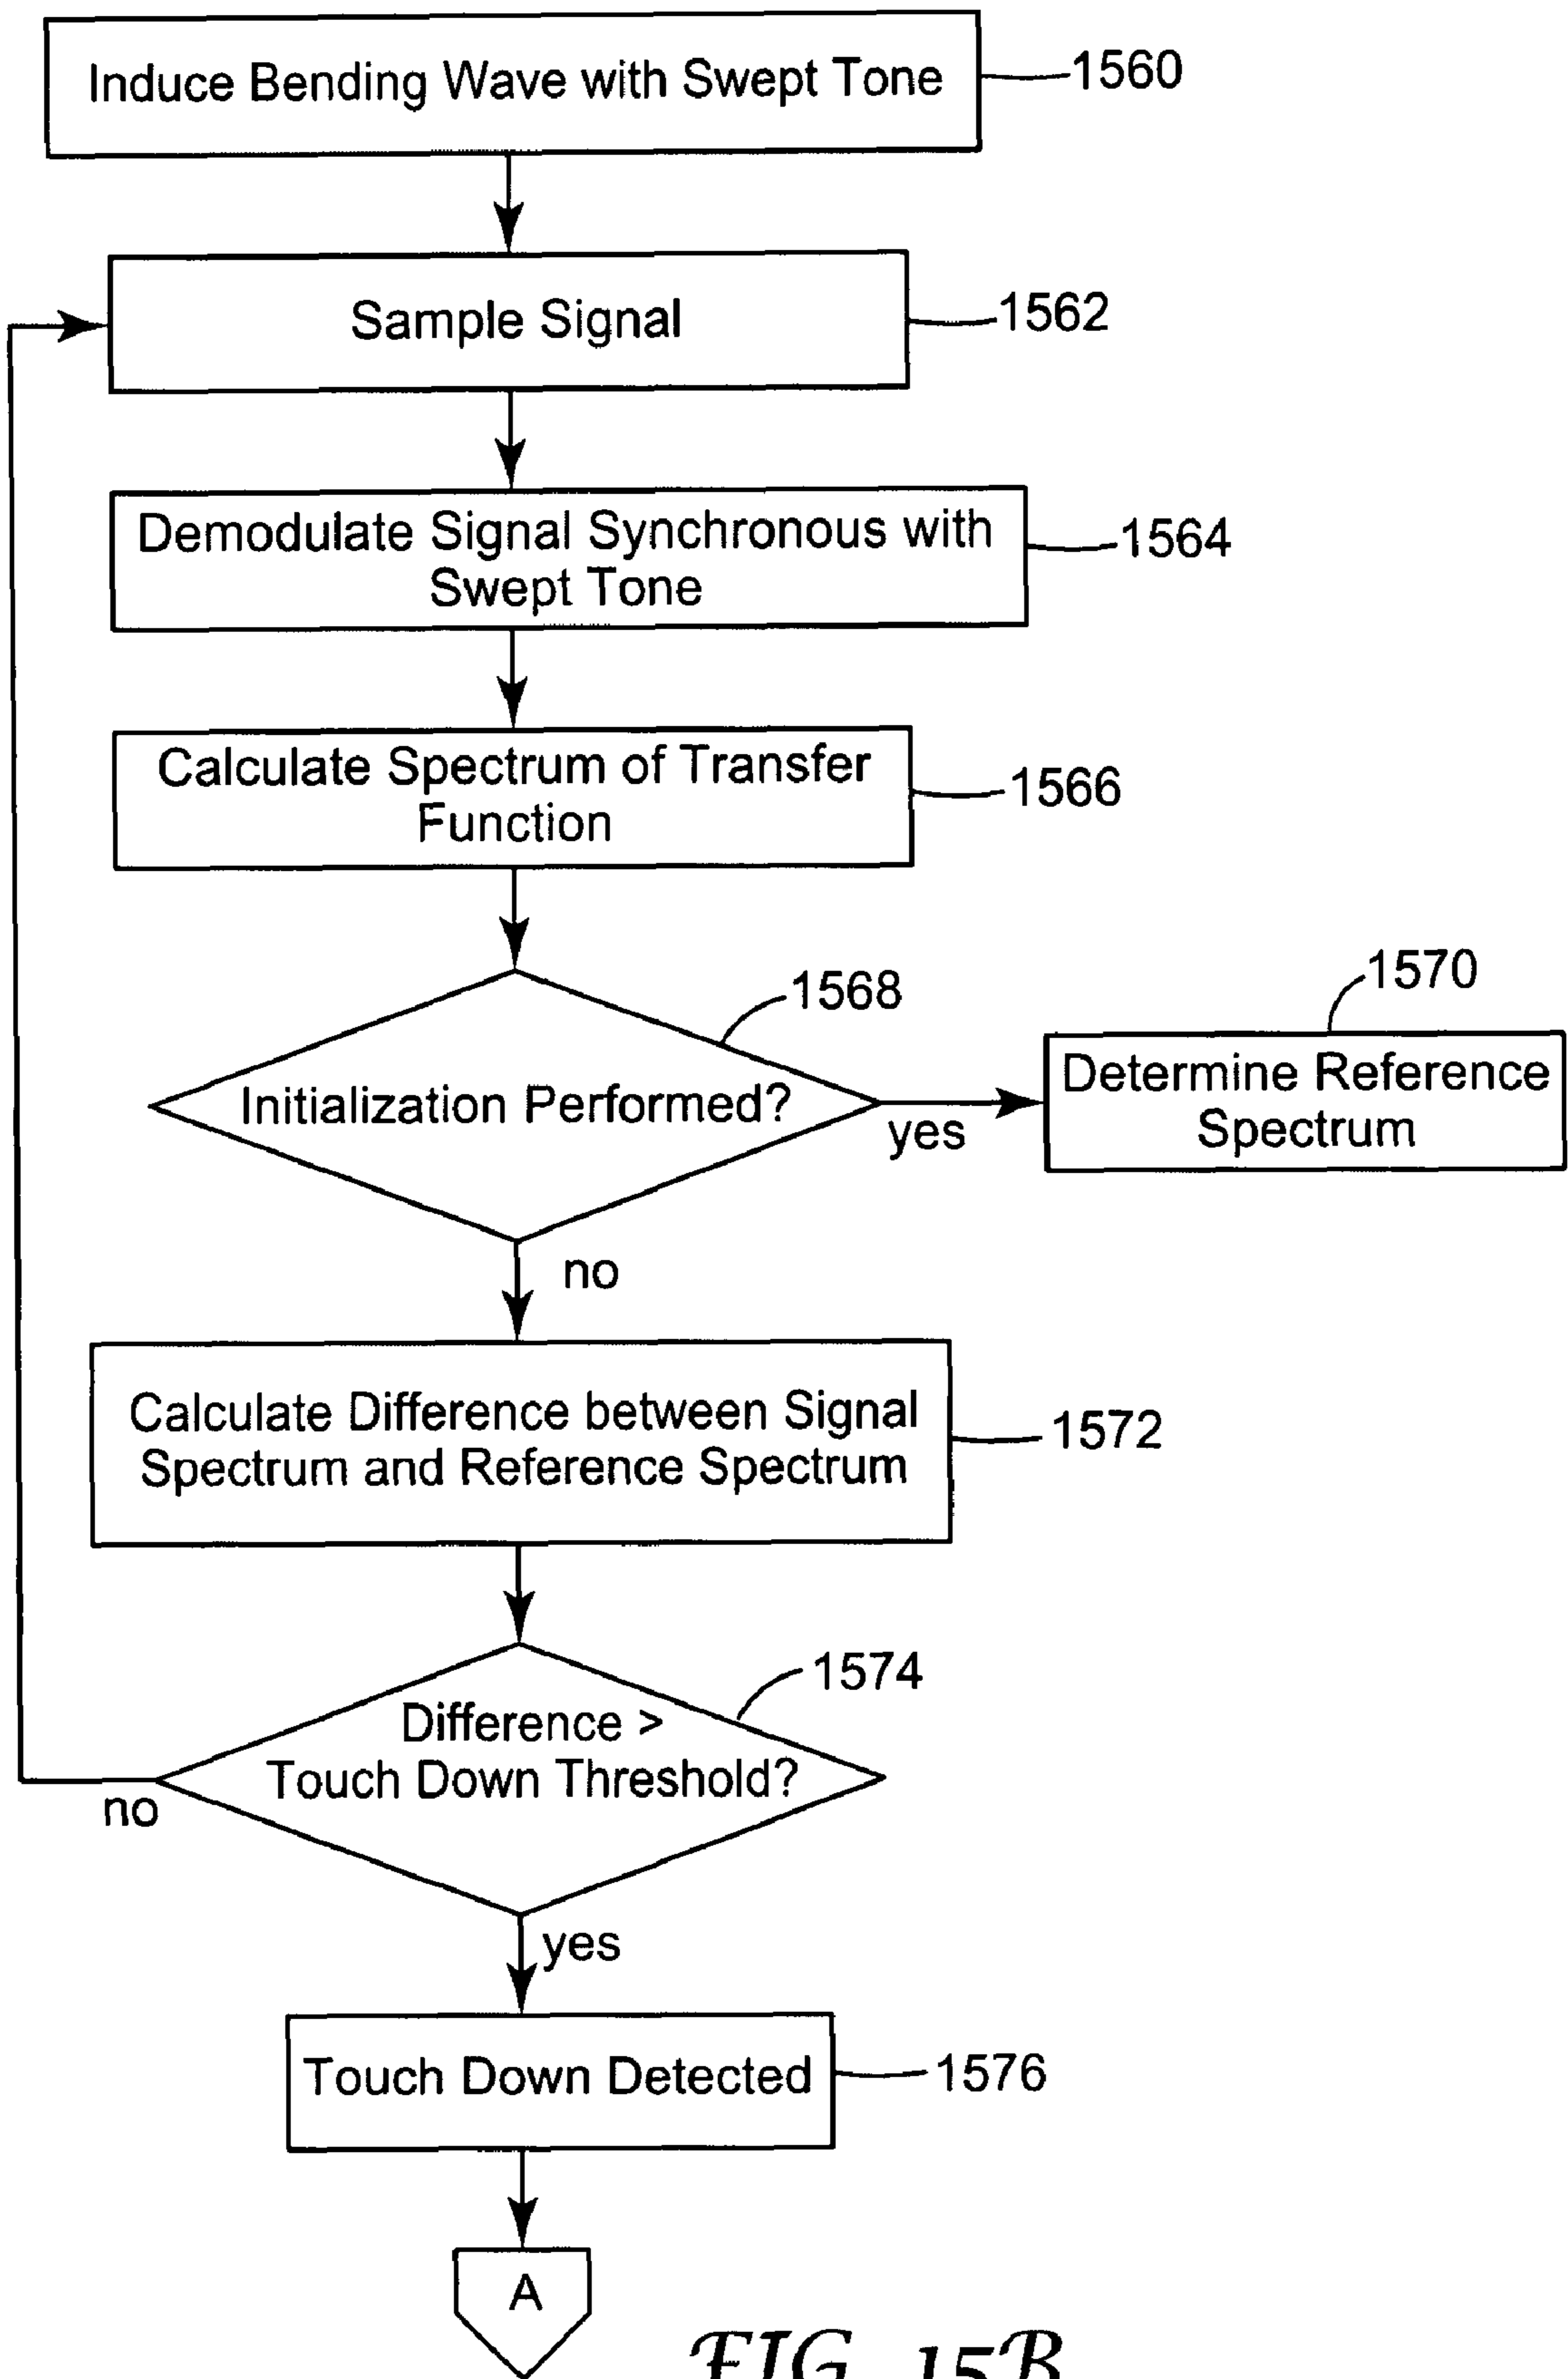 Induce Bending Wave with Swept Tone
1560
Sample Signal
1562
Demodulate Signal Synchronous with
Swept Tone
1564
Calculate Spectrum of Transfer
Function
1566
1568
Initialization Performed?
yes
1570
Determine Reference
Spectrum
no
Calculate Difference between Signal
Spectrum and Reference Spectrum
1572
1574
Difference >
Touch Down Threshold?
no
yes
Touch Down Detected
1576
A
FIG. 15B